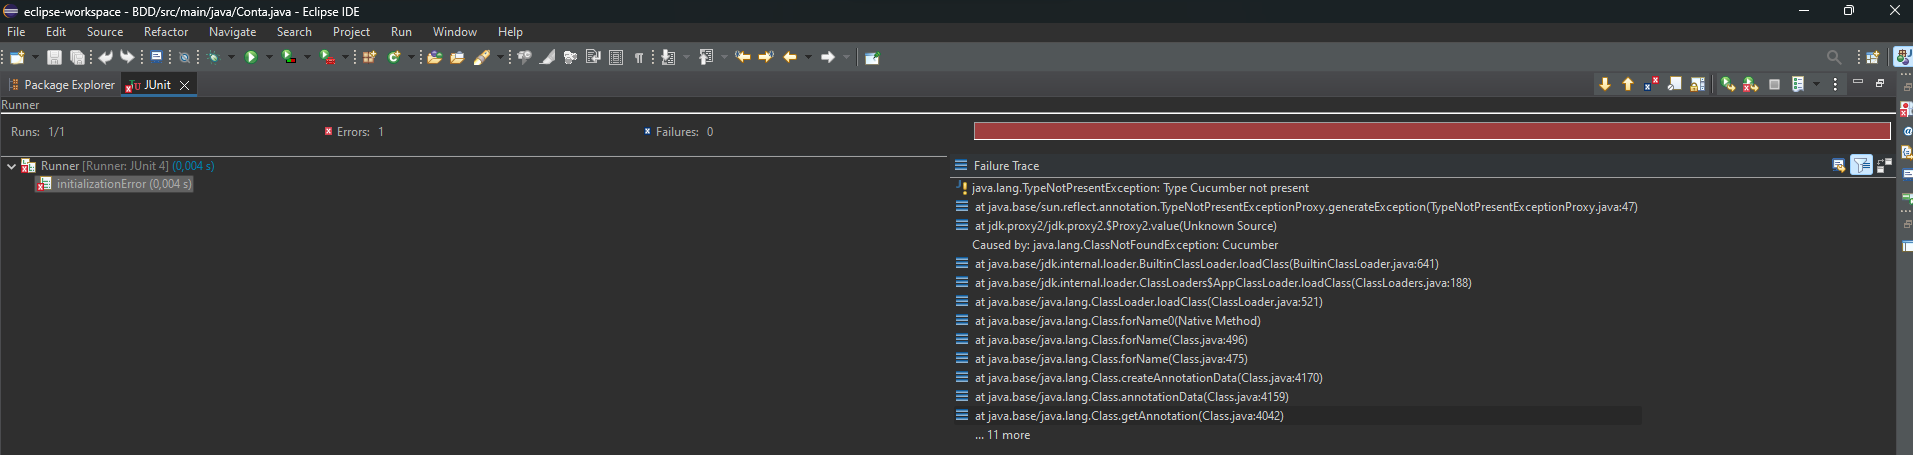 eclipse-workspace - BDD/src/main/java/Conta.java - Eclipse IDE
File Edit Source Refactor Navigate Search Project Run Window Help
Package Explorer JUnit
Runner
Runs: 1/1 Errors: 1 Failures: 0
Runner [Runner: JUnit 4] (0,004 s)
initializationError (0,004 s)
Failure Trace
java.lang.TypeNotPresentException: Type Cucumber not present
at java.base/sun.reflect.annotation.TypeNotPresentExceptionProxy.generateException(TypeNotPresentExceptionProxy.java:47)
at jdk.proxy2/jdk.proxy2.$Proxy2.value(Unknown Source)
Caused by: java.lang.ClassNotFoundException: Cucumber
at java.base/jdk.internal.loader.BuiltinClassLoader.loadClass(BuiltinClassLoader.java:641)
at java.base/jdk.internal.loader.ClassLoaders$AppClassLoader.loadClass(ClassLoaders.java:188)
at java.base/java.lang.ClassLoader.loadClass(ClassLoader.java:521)
at java.base/java.lang.Class.forName0(Native Method)
at java.base/java.lang.Class.forName(Class.java:496)
at java.base/java.lang.Class.forName(Class.java:475)
at java.base/java.lang.Class.createAnnotationData(Class.java:4170)
at java.base/java.lang.Class.annotationData(Class.java:4159)
at java.base/java.lang.Class.getAnnotation(Class.java:4042)
... 11 more